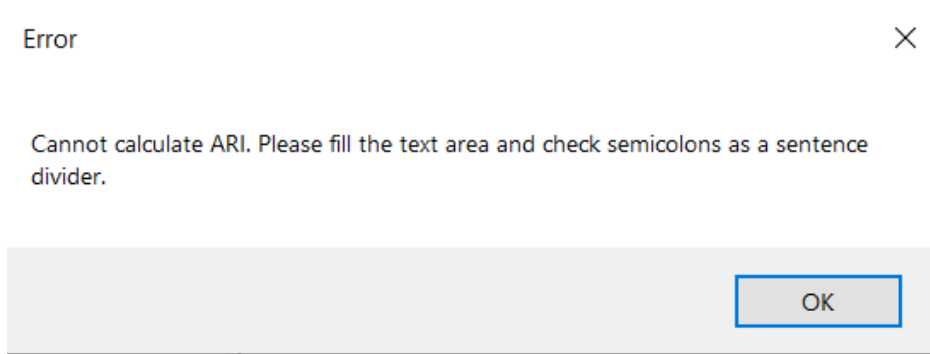 Error
Cannot calculate ARI. Please fill the text area and check semicolons as a sentence
divider.
OK